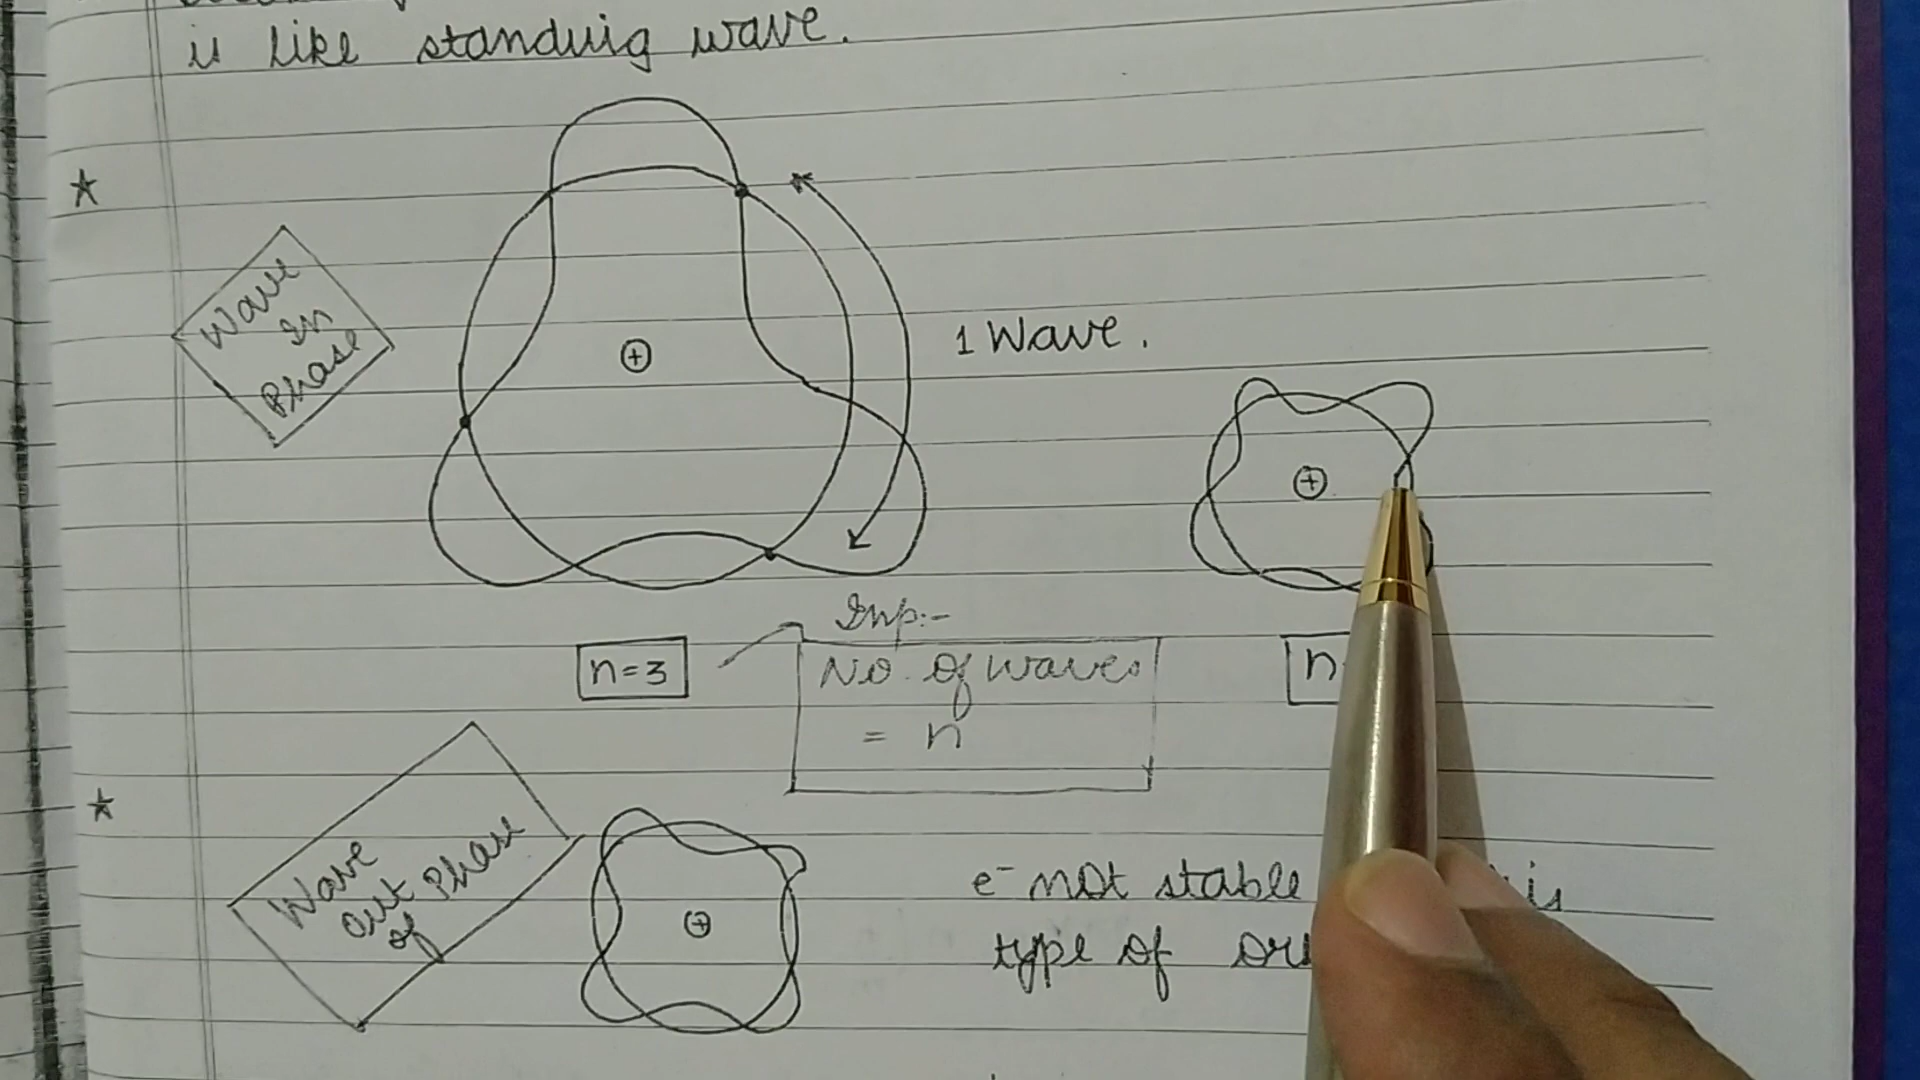 is like standing wave.
Wave
In
Phase
1 Wave.
n=3
Imp:-
No. of waves
= n
n
Wave
out Phase
of
e⁻ not stable
is
type of